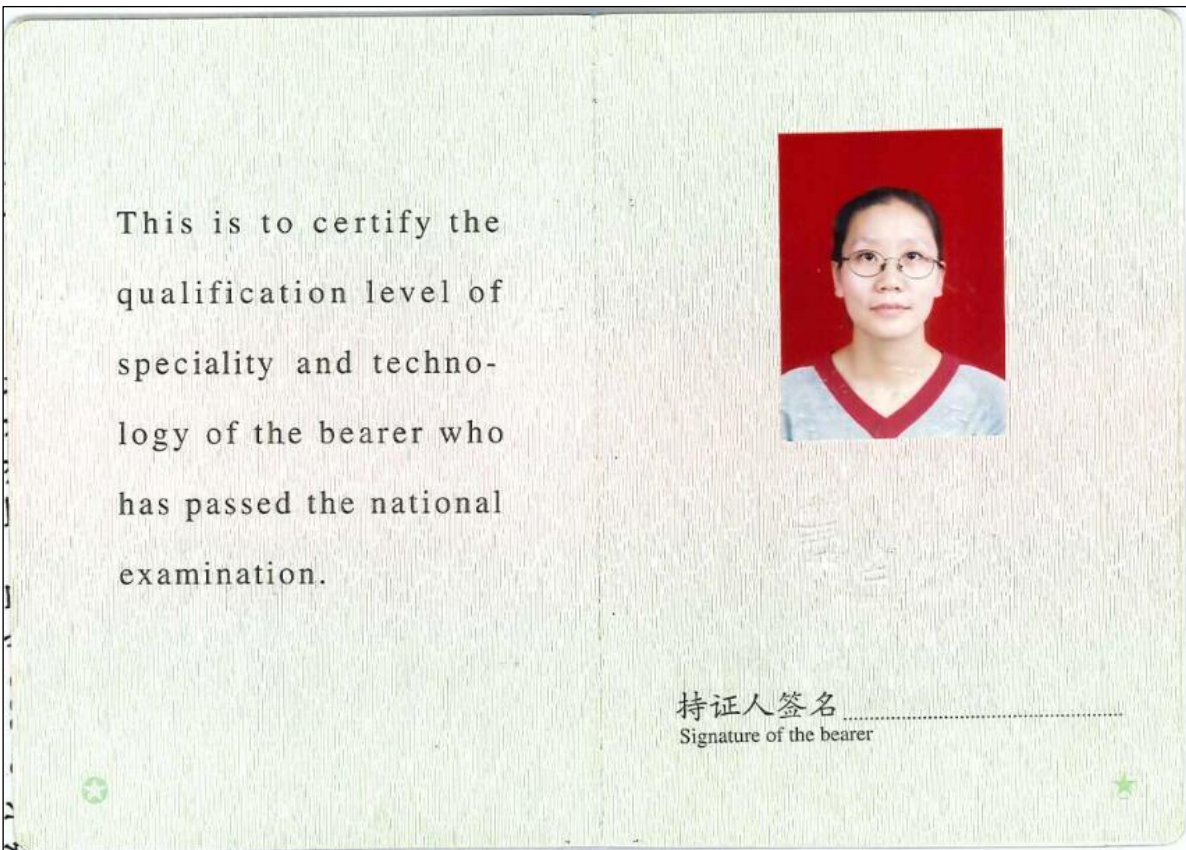 This is to certify the
qualification level of
speciality and techno-
logy of the bearer who
has passed the national
examination.
持证人签名
Signature of the bearer